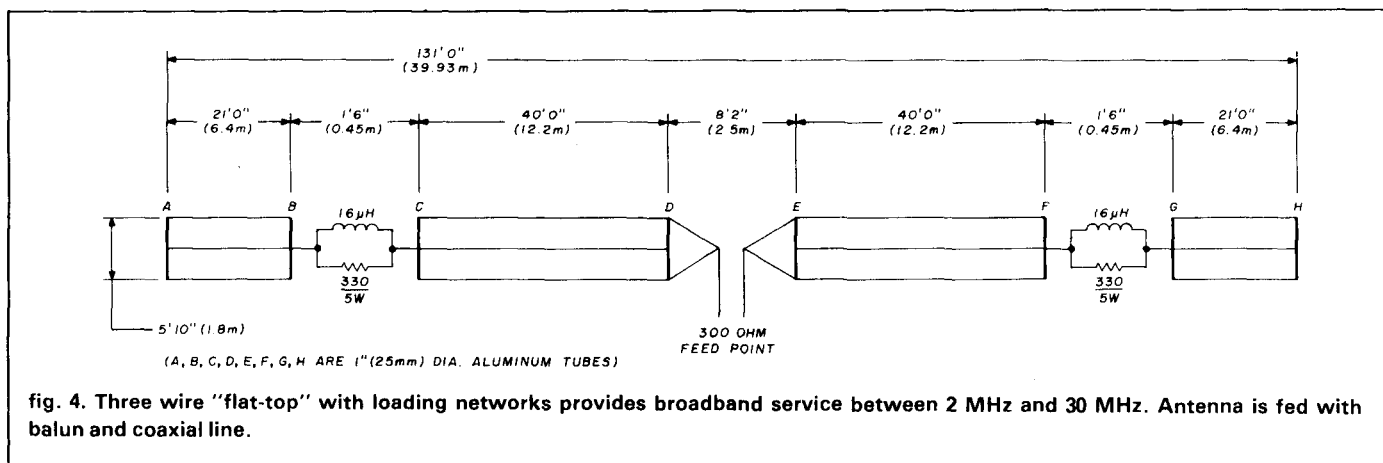 131'0"
(39.93m)
21'0" 1'6" 40'0" 8'2" 40'0" 1'6" 21'0"
(6.4m) (0.45m) (12.2m) (2.5m) (12.2m) (0.45m) (6.4m)
A B C D E F G H
16μH 16μH
330 330
5W 5W
5'10" (1.8m)
300 OHM
FEED POINT
(A, B, C, D, E, F, G, H ARE 1" (25mm) DIA. ALUMINUM TUBES)
fig. 4. Three wire "flat-top" with loading networks provides broadband service between 2 MHz and 30 MHz. Antenna is fed with
balun and coaxial line.